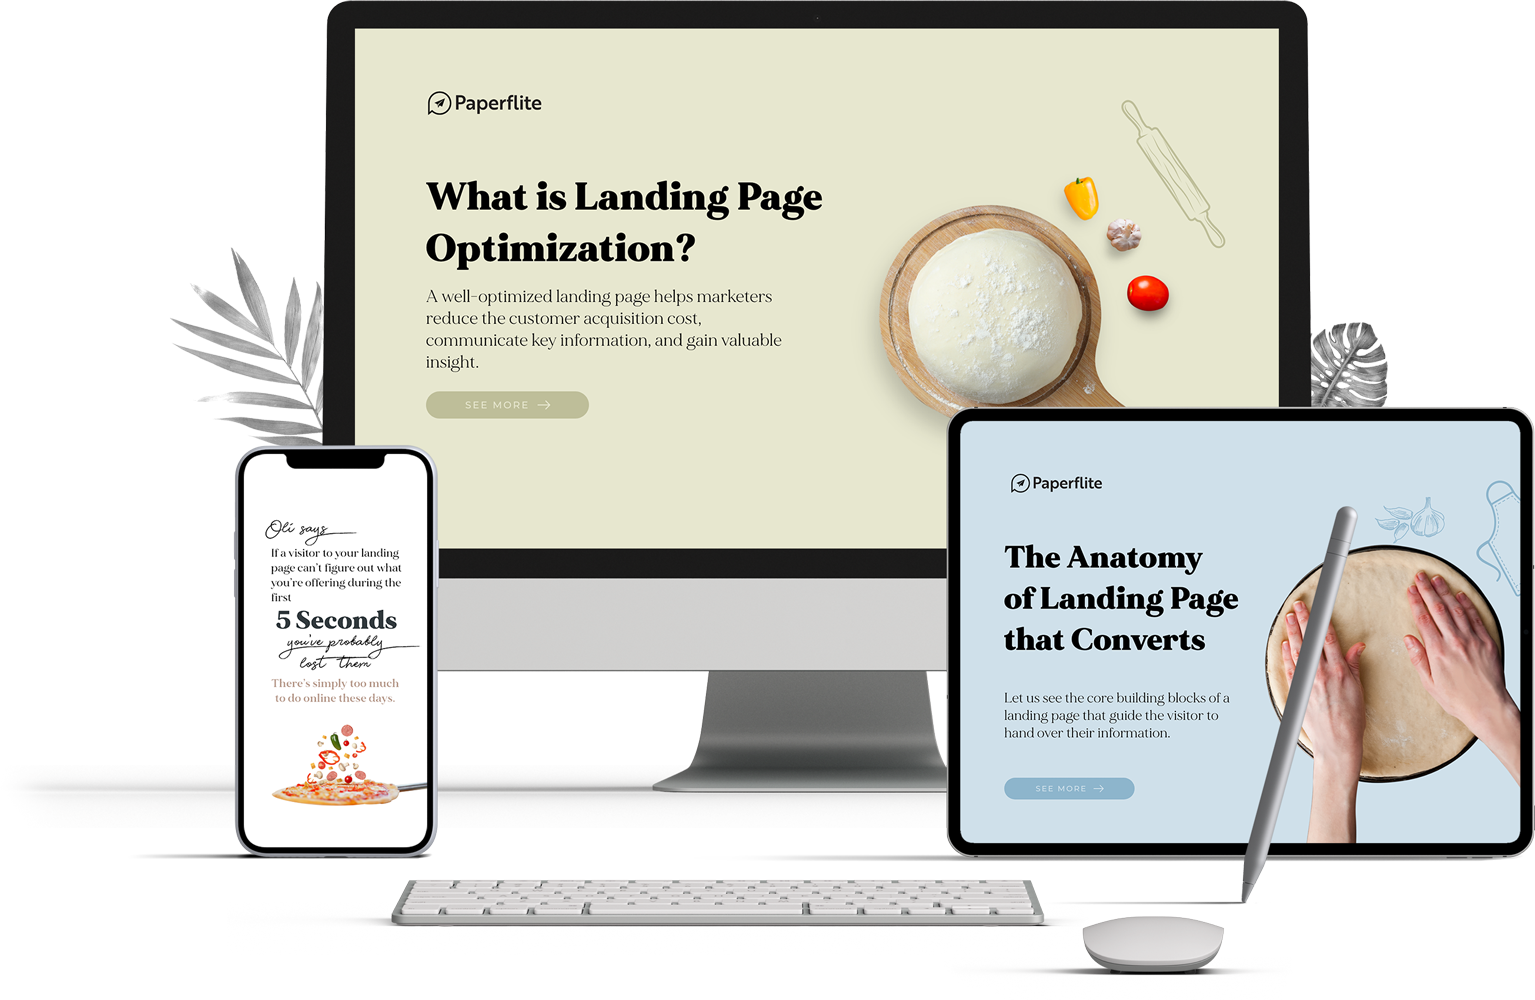 Paperflite
What is Landing Page
Optimization?
A well-optimized landing page helps marketers
reduce the customer acquisition cost,
communicate key information, and gain valuable
insight.
SEE MORE
Oli says
If a visitor to your landing
page can't figure out what
you're offering during the
first
5 Seconds
you've probably
lost them
There's simply too much
to do online these days.
Paperflite
The Anatomy
of Landing Page
that Converts
Let us see the core building blocks of a
landing page that guide the visitor to
hand over their information.
SEE MORE